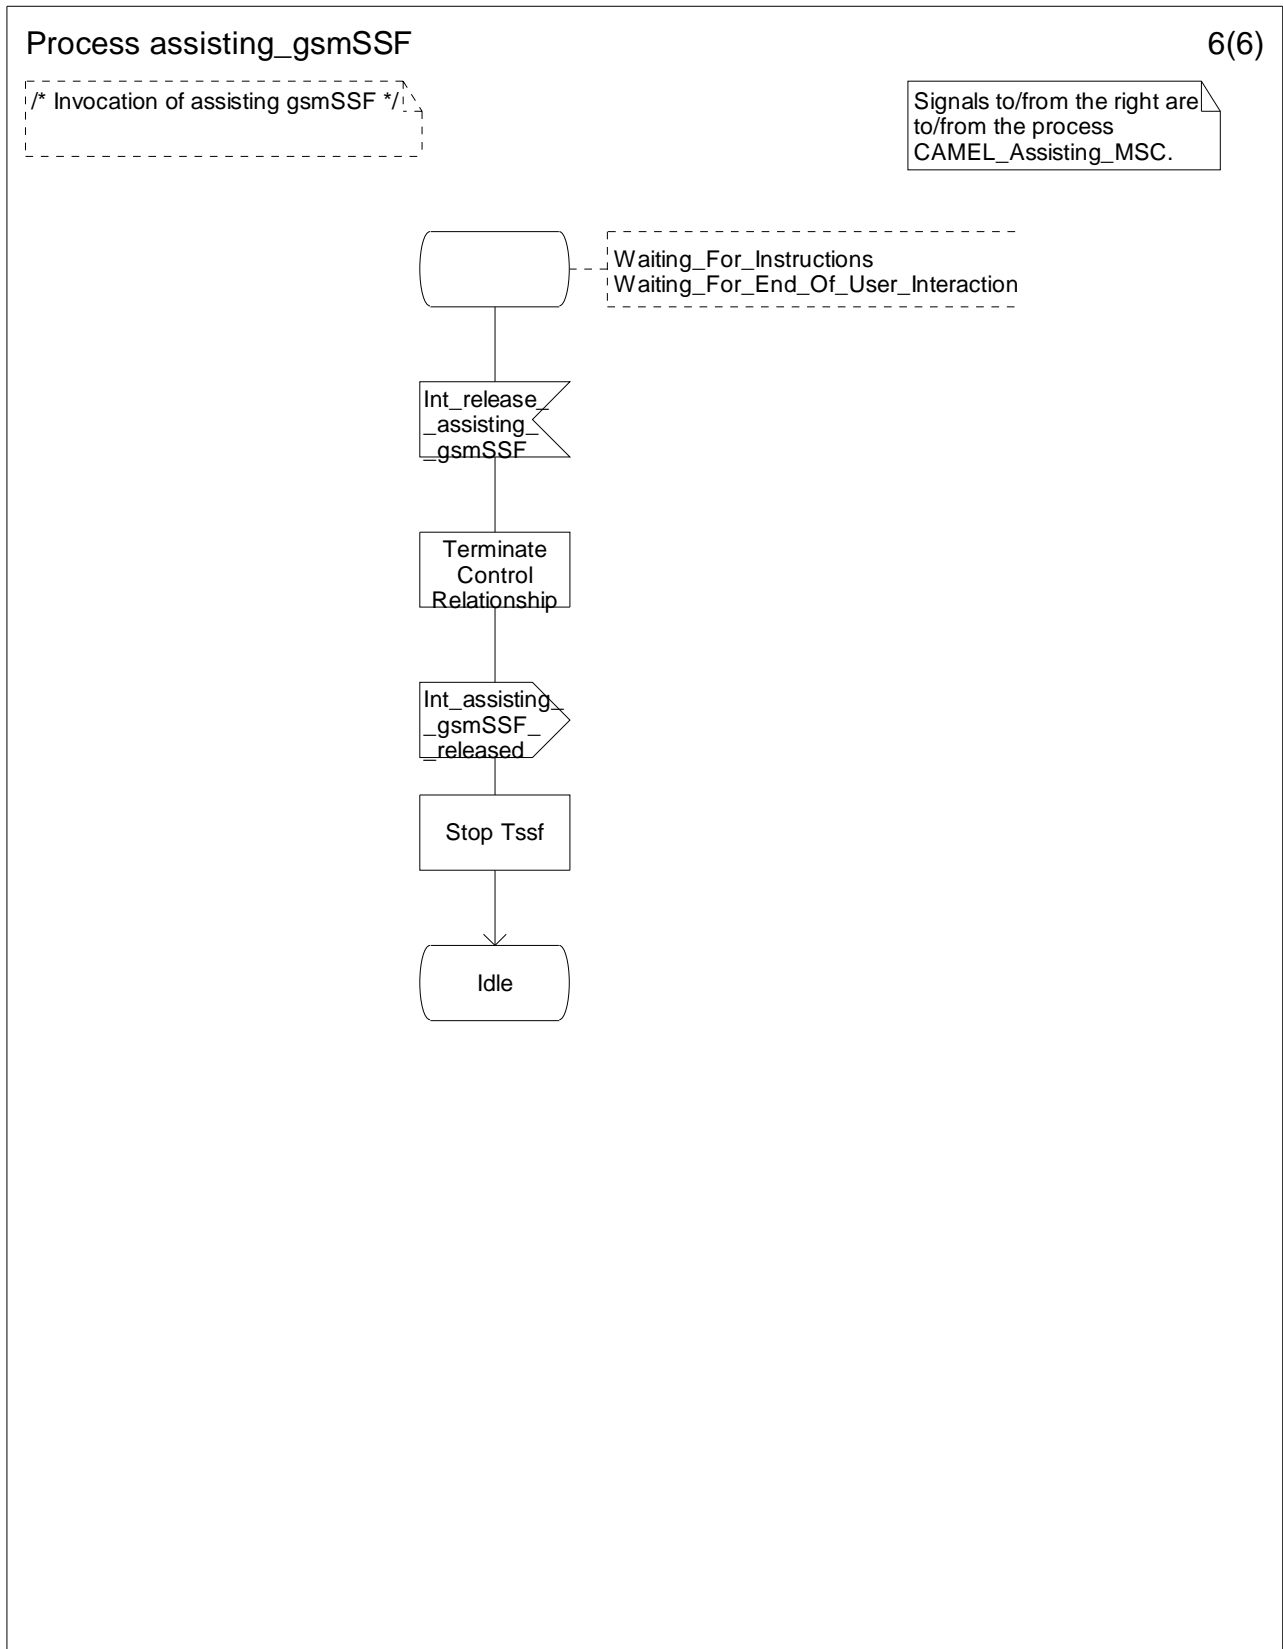 Process assisting_gsmSSF
6(6)
/* Invocation of assisting gsmSSF */
Signals to/from the right are
to/from the process
CAMEL_Assisting_MSC.
Waiting_For_Instructions
Waiting_For_End_Of_User_Interaction
Int_release_
_assisting_
_gsmSSF
Terminate
Control
Relationship
Int_assisting_
_gsmSSF_
_released
Stop Tssf
Idle